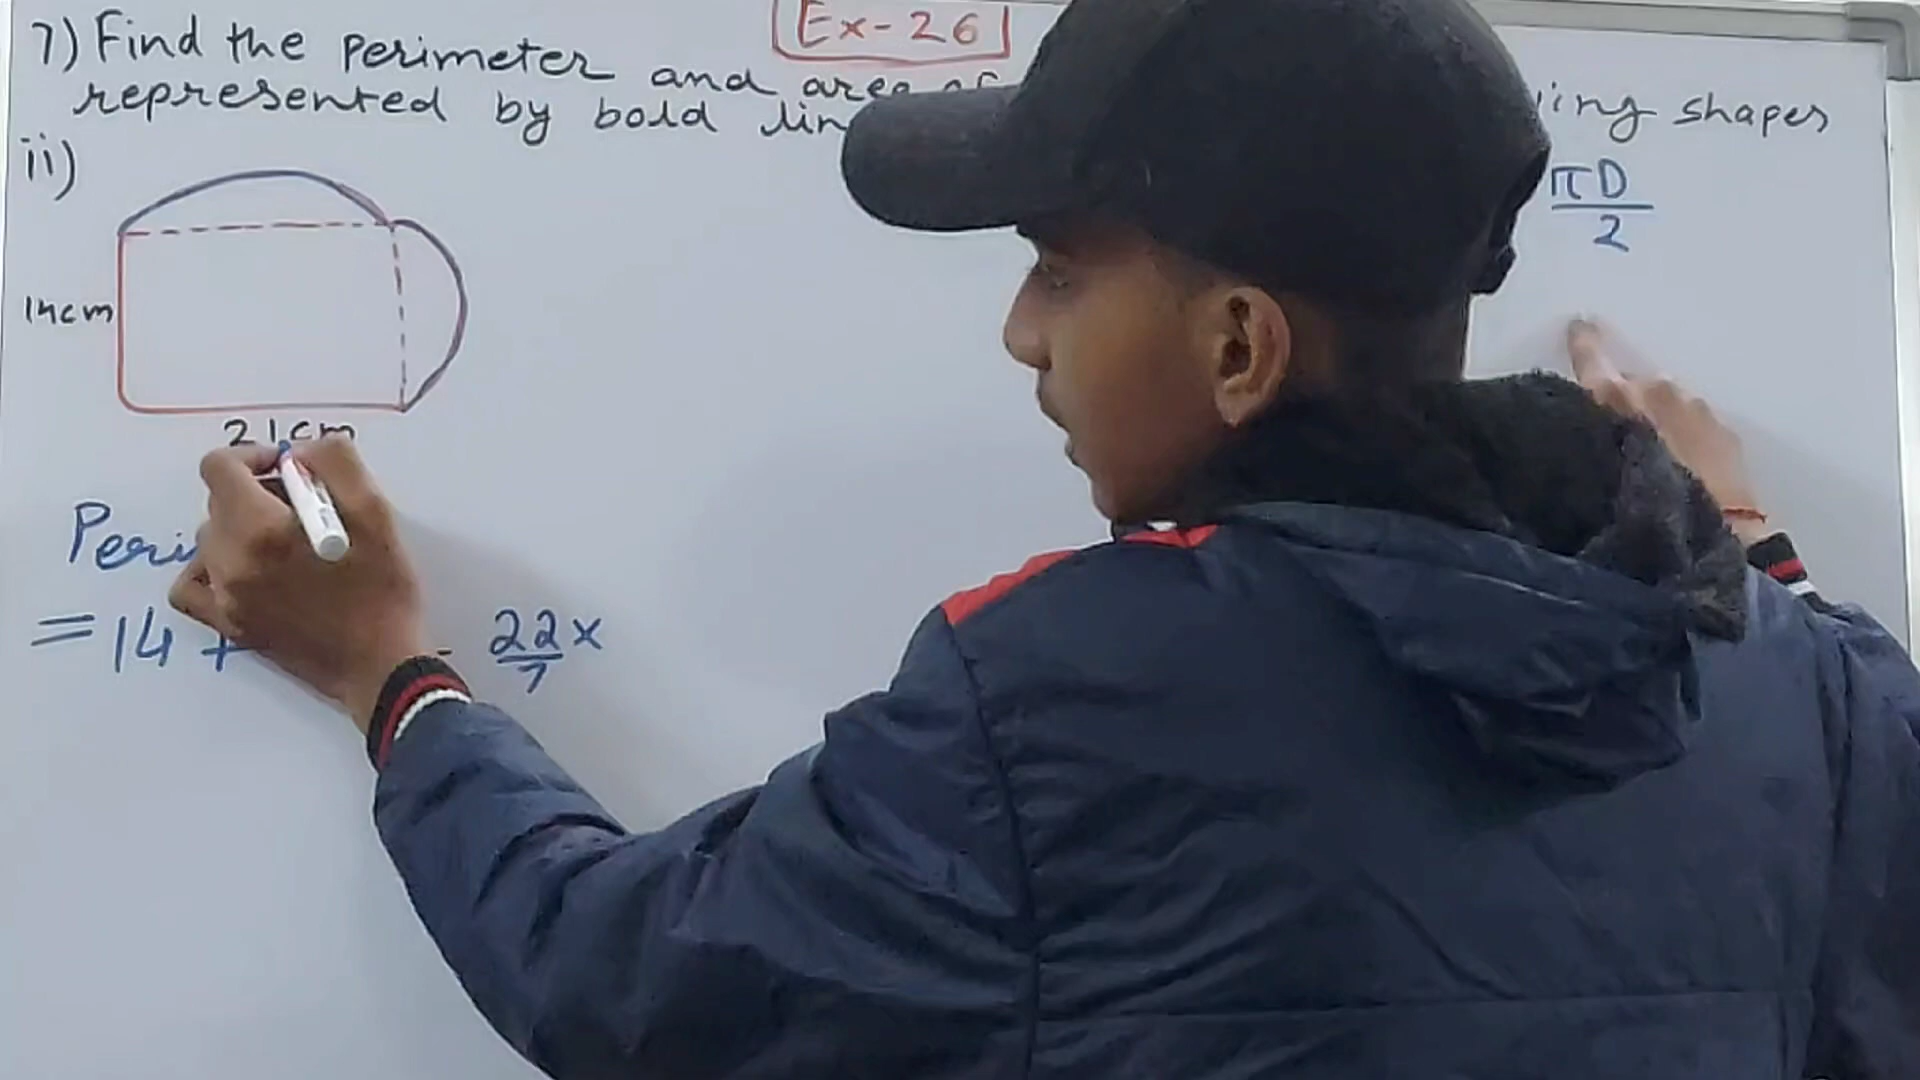 Ex-26
7) Find the perimeter and area of
represented by bold lin ing shapes
ii)
πD
2
14cm
21cm
Peri
= 14 + 22/7 x